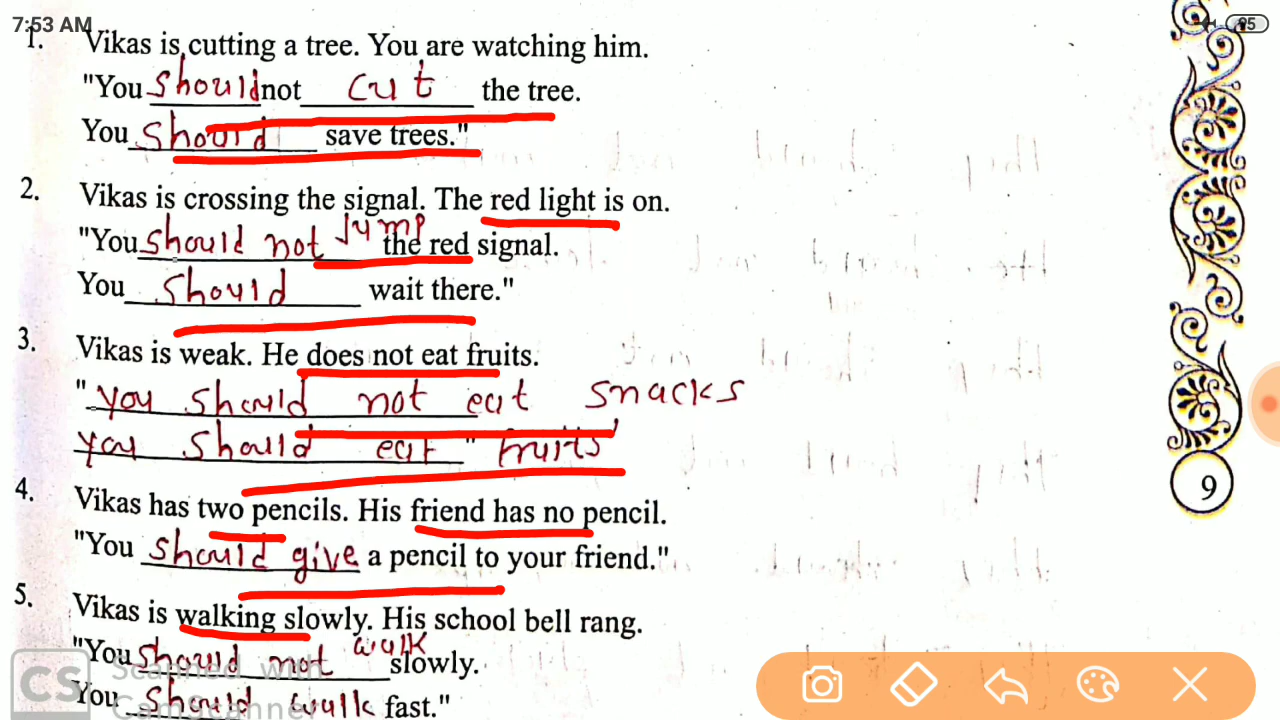 7:53 AM
95
1. Vikas is cutting a tree. You are watching him.
"You should not cut the tree.
You should save trees."
2. Vikas is crossing the signal. The red light is on.
"You should not Jump the red signal.
You should wait there."
3. Vikas is weak. He does not eat fruits.
"you should not eat snacks
you should eat" fruits
4. Vikas has two pencils. His friend has no pencil.
9
"You should give a pencil to your friend."
5. Vikas is walking slowly. His school bell rang.
"You should not walk slowly.
You should walk fast."
CS Scanned with
CamScanner